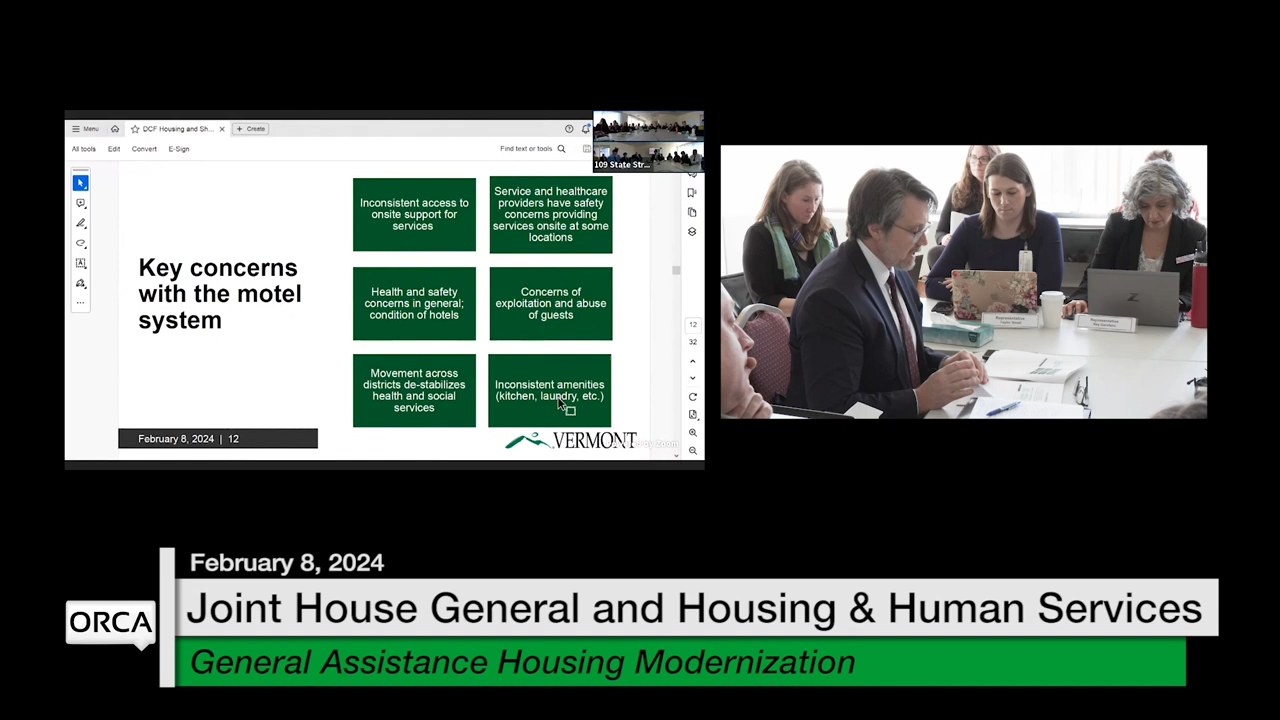 Menu
DCF Housing and Sh...
Create
All tools
Edit
Convert
E-Sign
Find text or tools
109 State Str...
Key concerns
with the motel
system
Inconsistent access to
onsite support for
services
Service and healthcare
providers have safety
concerns providing
services onsite at some
locations
Health and safety
concerns in general;
condition of hotels
Concerns of
exploitation and abuse
of guests
Movement across
districts de-stabilizes
health and social
services
Inconsistent amenities
(kitchen, laundry, etc.)
12
32
February 8, 2024 | 12
VERMONT
by Zoom
Representative
Representative
February 8, 2024
ORCA
Joint House General and Housing & Human Services
General Assistance Housing Modernization